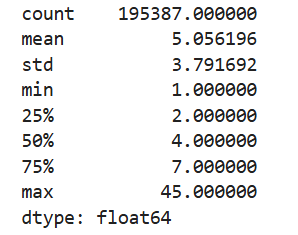 count    195387.000000
mean          5.056196
std           3.791692
min           1.000000
25%           2.000000
50%           4.000000
75%           7.000000
max          45.000000
dtype: float64